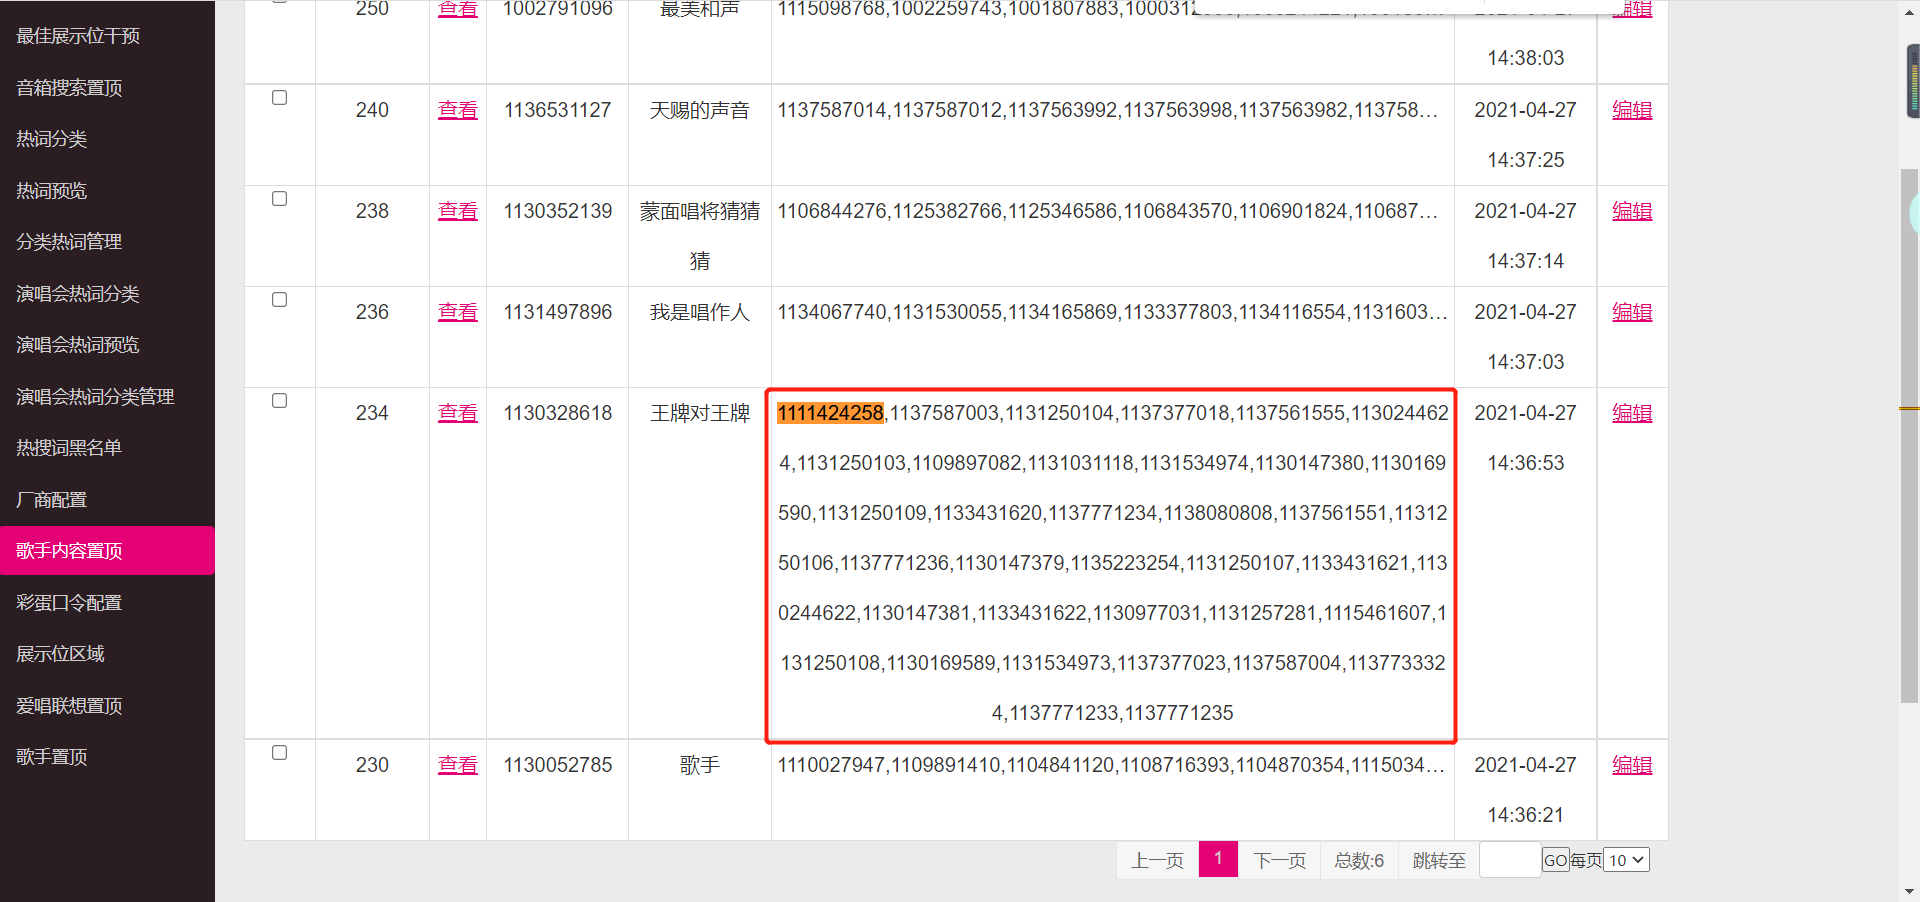 最佳展示位干预
音箱搜索置顶
热词分类
热词预览
分类热词管理
演唱会热词分类
演唱会热词预览
演唱会热词分类管理
热搜词黑名单
厂商配置
歌手内容置顶
彩蛋口令配置
展示位区域
爱唱联想置顶
歌手置顶
250 查看 1002791096 最美和声 编辑
14:38:03
240 查看 1136531127 天赐的声音 1137587014,1137587012,1137563992,1137563998,1137563982,113758... 2021-04-27 编辑
14:37:25
238 查看 1130352139 蒙面唱将猜猜 1106844276,1125382766,1125346586,1106843570,1106901824,110687... 2021-04-27 编辑
猜 14:37:14
236 查看 1131497896 我是唱作人 1134067740,1131530055,1134165869,1133377803,1134116554,1131603... 2021-04-27 编辑
14:37:03
234 查看 1130328618 王牌对王牌 1111424258,1137587003,1131250104,1137377018,1137561555,113024462 2021-04-27 编辑
4,1131250103,1109897082,1131031118,1131534974,1130147380,1130169 14:36:53
590,1131250109,1133431620,1137771234,1138080808,1137561551,11312
50106,1137771236,1130147379,1135223254,1131250107,1133431621,113
0244622,1130147381,1133431622,1130977031,1131257281,1115461607,1
131250108,1130169589,1131534973,1137377023,1137587004,113773332
4,1137771233,1137771235
230 查看 1130052785 歌手 1110027947,1109891410,1104841120,1108716393,1104870354,1115034... 2021-04-27 编辑
14:36:21
上一页 1 下一页 总数:6 跳转至 GO 每页 10